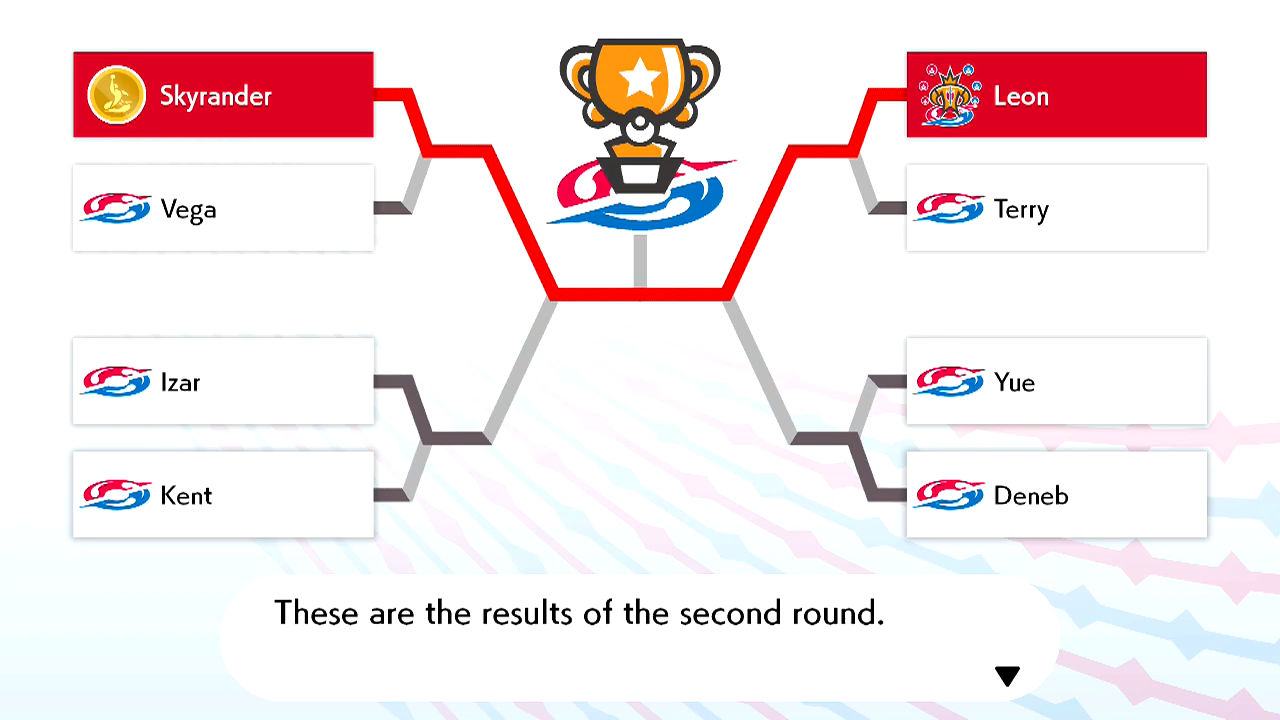 Skyrander
Leon
Vega
Terry
Izar
Yue
Kent
Deneb
These are the results of the second round.